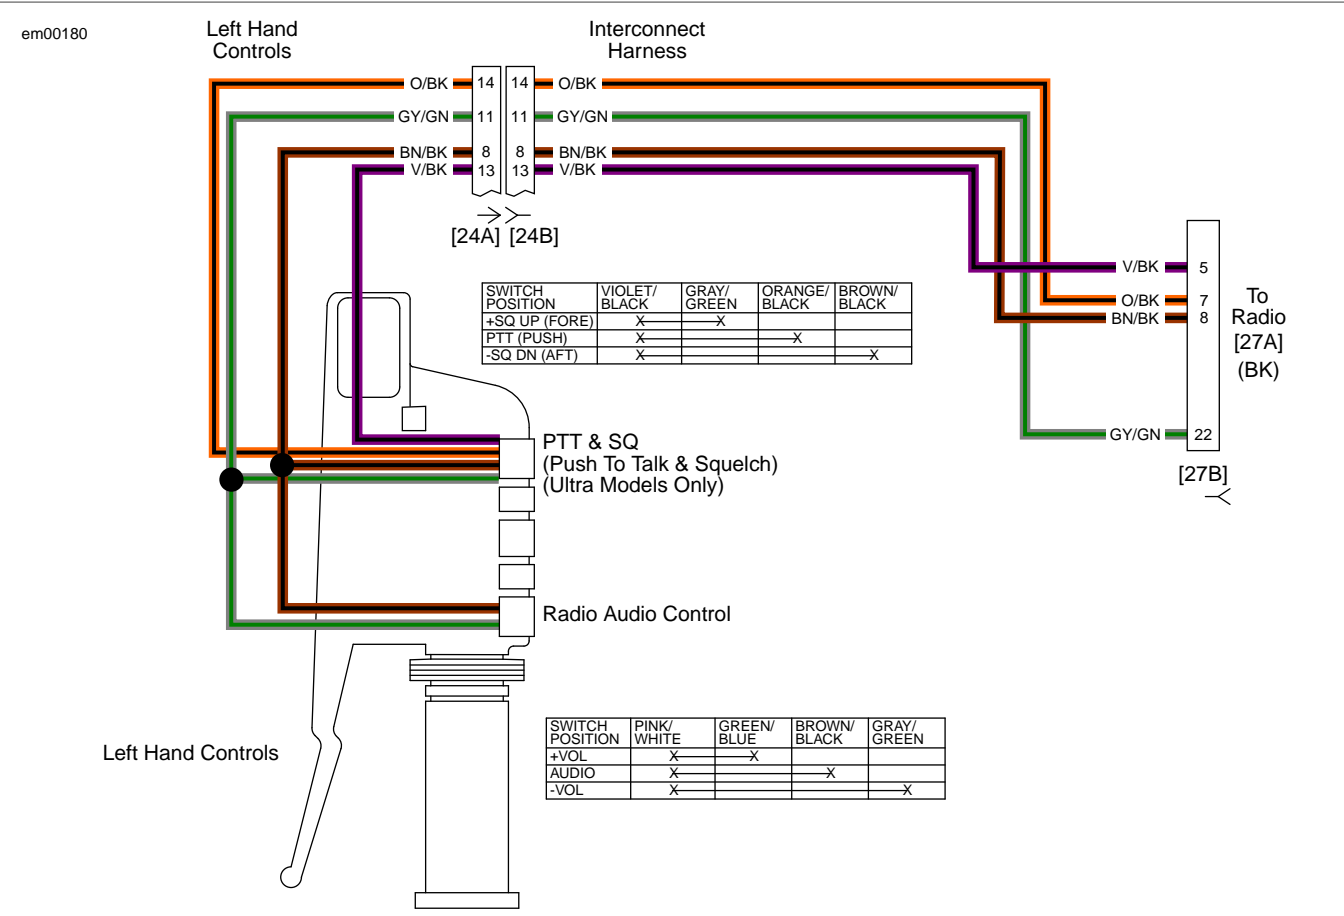 em00180
Left Hand
Controls
Interconnect
Harness
O/BK 14 14 O/BK
GY/GN 11 11 GY/GN
BN/BK 8 8 BN/BK
V/BK 13 13 V/BK
[24A] [24B]
V/BK 5
O/BK 7
BN/BK 8
GY/GN 22
To
Radio
[27A]
(BK)
[27B]
SWITCH POSITION VIOLET/ BLACK GRAY/ GREEN ORANGE/ BLACK BROWN/ BLACK
+SQ UP (FORE) X X
PTT (PUSH) X X
-SQ DN (AFT) X X
PTT & SQ
(Push To Talk & Squelch)
(Ultra Models Only)
Radio Audio Control
Left Hand Controls
SWITCH POSITION PINK/ WHITE GREEN/ BLUE BROWN/ BLACK GRAY/ GREEN
+VOL X X
AUDIO X X
-VOL X X